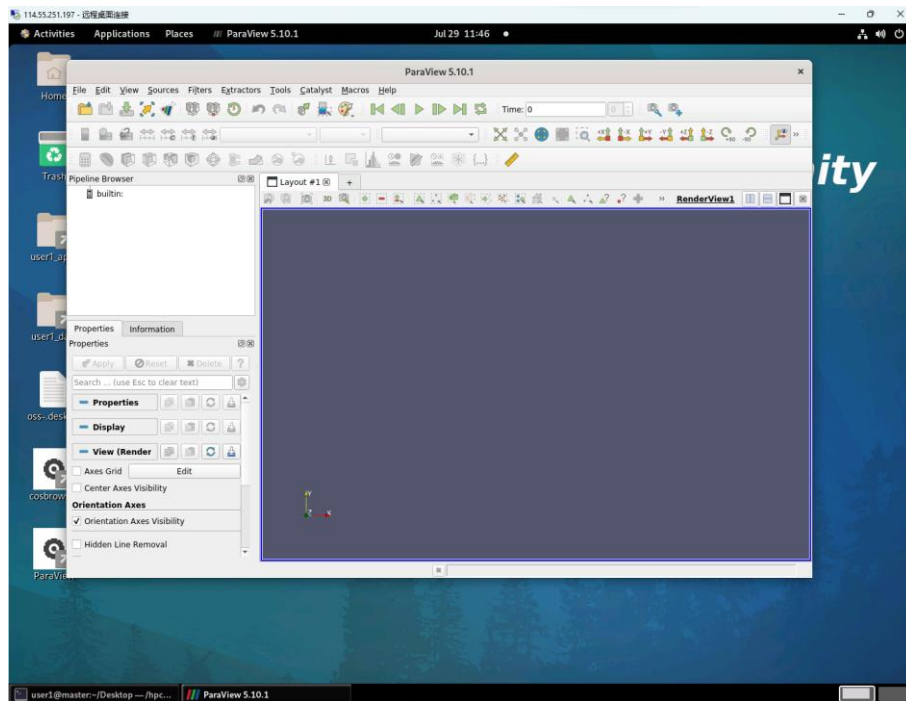 114.55.251.197 - 远程桌面连接
Activities Applications Places ParaView 5.10.1 Jul 29 11:46
ParaView 5.10.1
File Edit View Sources Filters Extractors Tools Catalyst Macros Help
Time: 0
Home
Trash
Pipeline Browser
builtin:
Layout #1
3D
RenderView1
ity
user1_
user1_d
Properties Information
Properties
Apply Reset Delete ?
Search ... (use Esc to clear text)
Properties
Display
View (Render
Axes Grid Edit
Center Axes Visibility
Orientation Axes
Orientation Axes Visibility
Hidden Line Removal
oss-.desk
cosbrow
ParaVie
Y
Z X
user1@master:~/Desktop — /hpc... ParaView 5.10.1